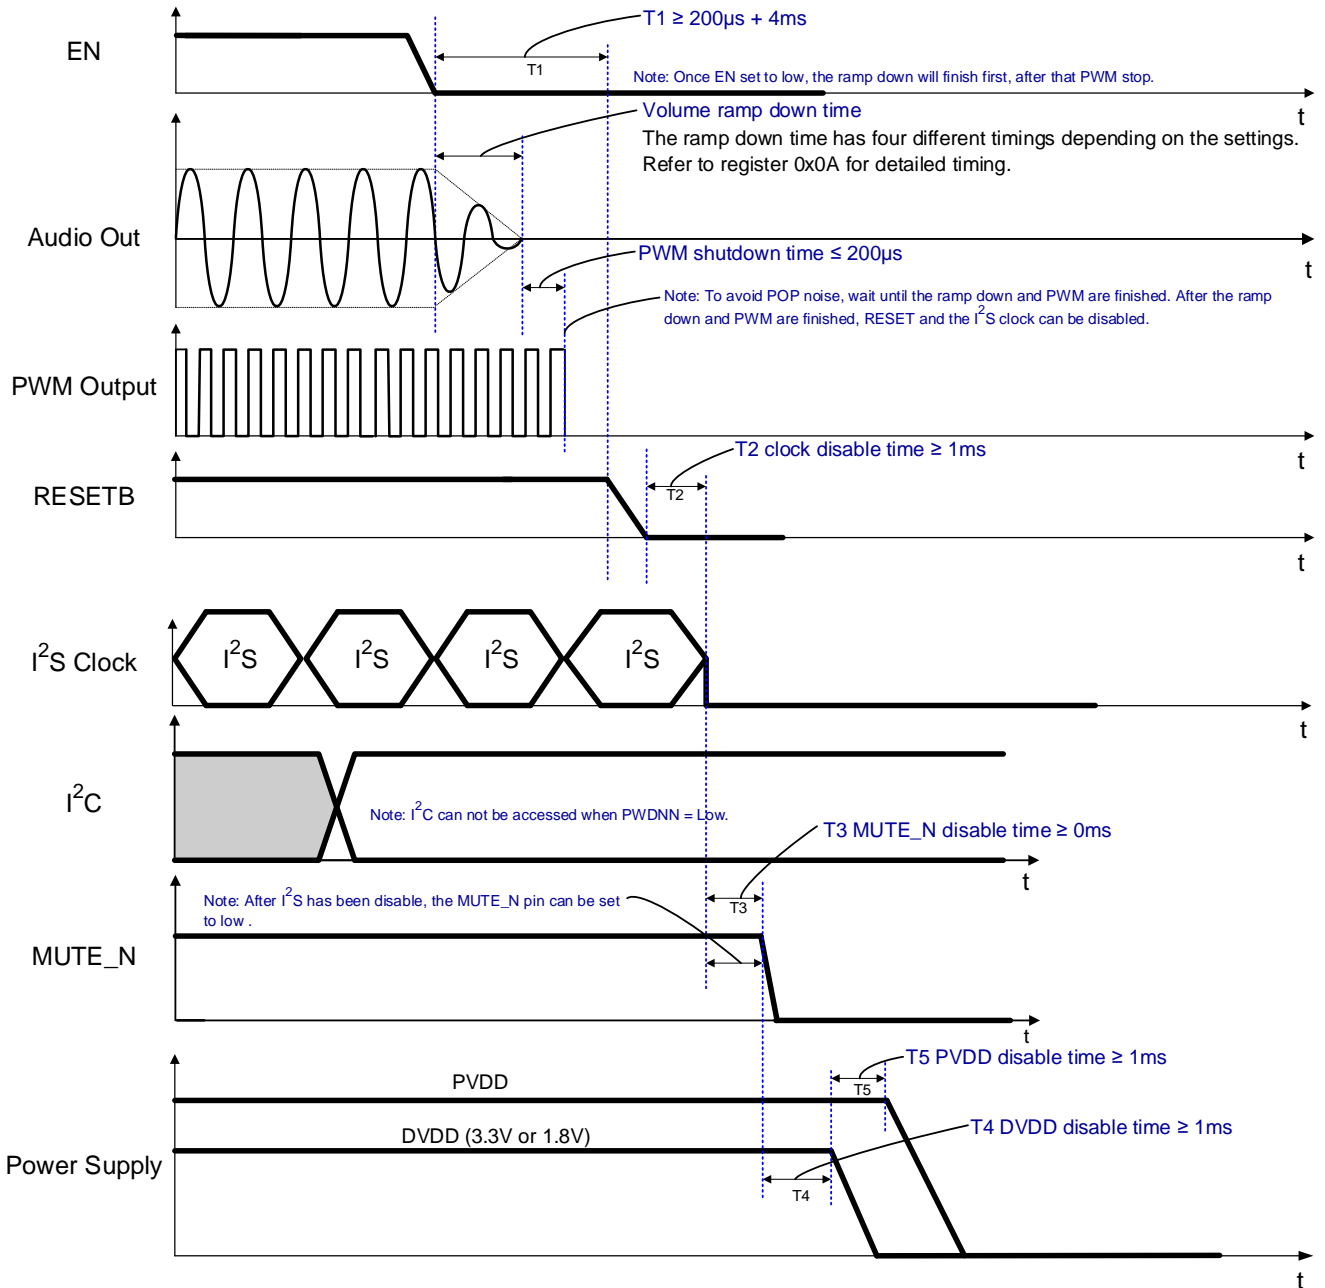 EN
T1 ≥ 200µs + 4ms
T1
Note: Once EN set to low, the ramp down will finish first, after that PWM stop.
t
Volume ramp down time
The ramp down time has four different timings depending on the settings.
Refer to register 0x0A for detailed timing.
Audio Out
PWM shutdown time ≤ 200µs
t
Note: To avoid POP noise, wait until the ramp down and PWM are finished. After the ramp
down and PWM are finished, RESET and the I²S clock can be disabled.
PWM Output
t
T2 clock disable time ≥ 1ms
T2
RESETB
t
I²S Clock
I²S
I²S
I²S
I²S
t
I²C
Note: I²C can not be accessed when PWDNN = Low.
T3 MUTE_N disable time ≥ 0ms
t
Note: After I²S has been disable, the MUTE_N pin can be set
to low .
T3
MUTE_N
t
T5 PVDD disable time ≥ 1ms
PVDD
T5
DVDD (3.3V or 1.8V)
T4 DVDD disable time ≥ 1ms
Power Supply
T4
t